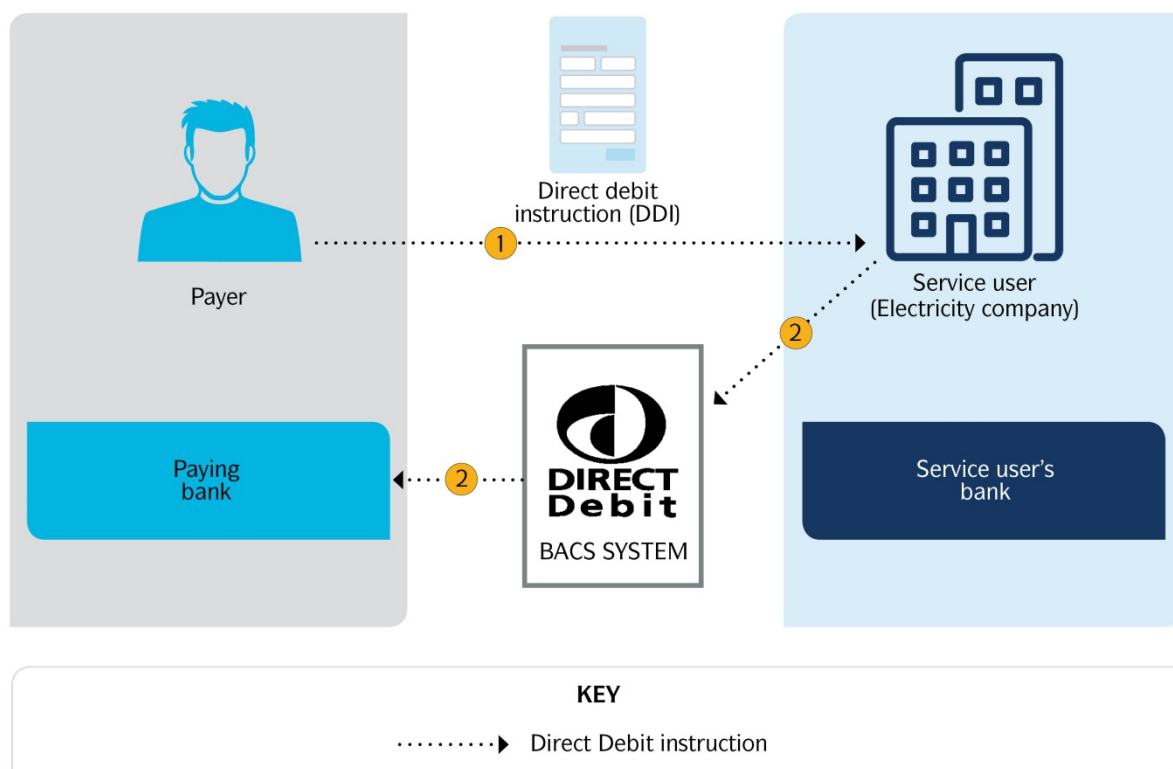 Direct debit
instruction (DDI)
1
Payer
Service user
(Electricity company)
2
Paying
bank
2
DIRECT
Debit
BACS SYSTEM
Service user's
bank
KEY
Direct Debit instruction